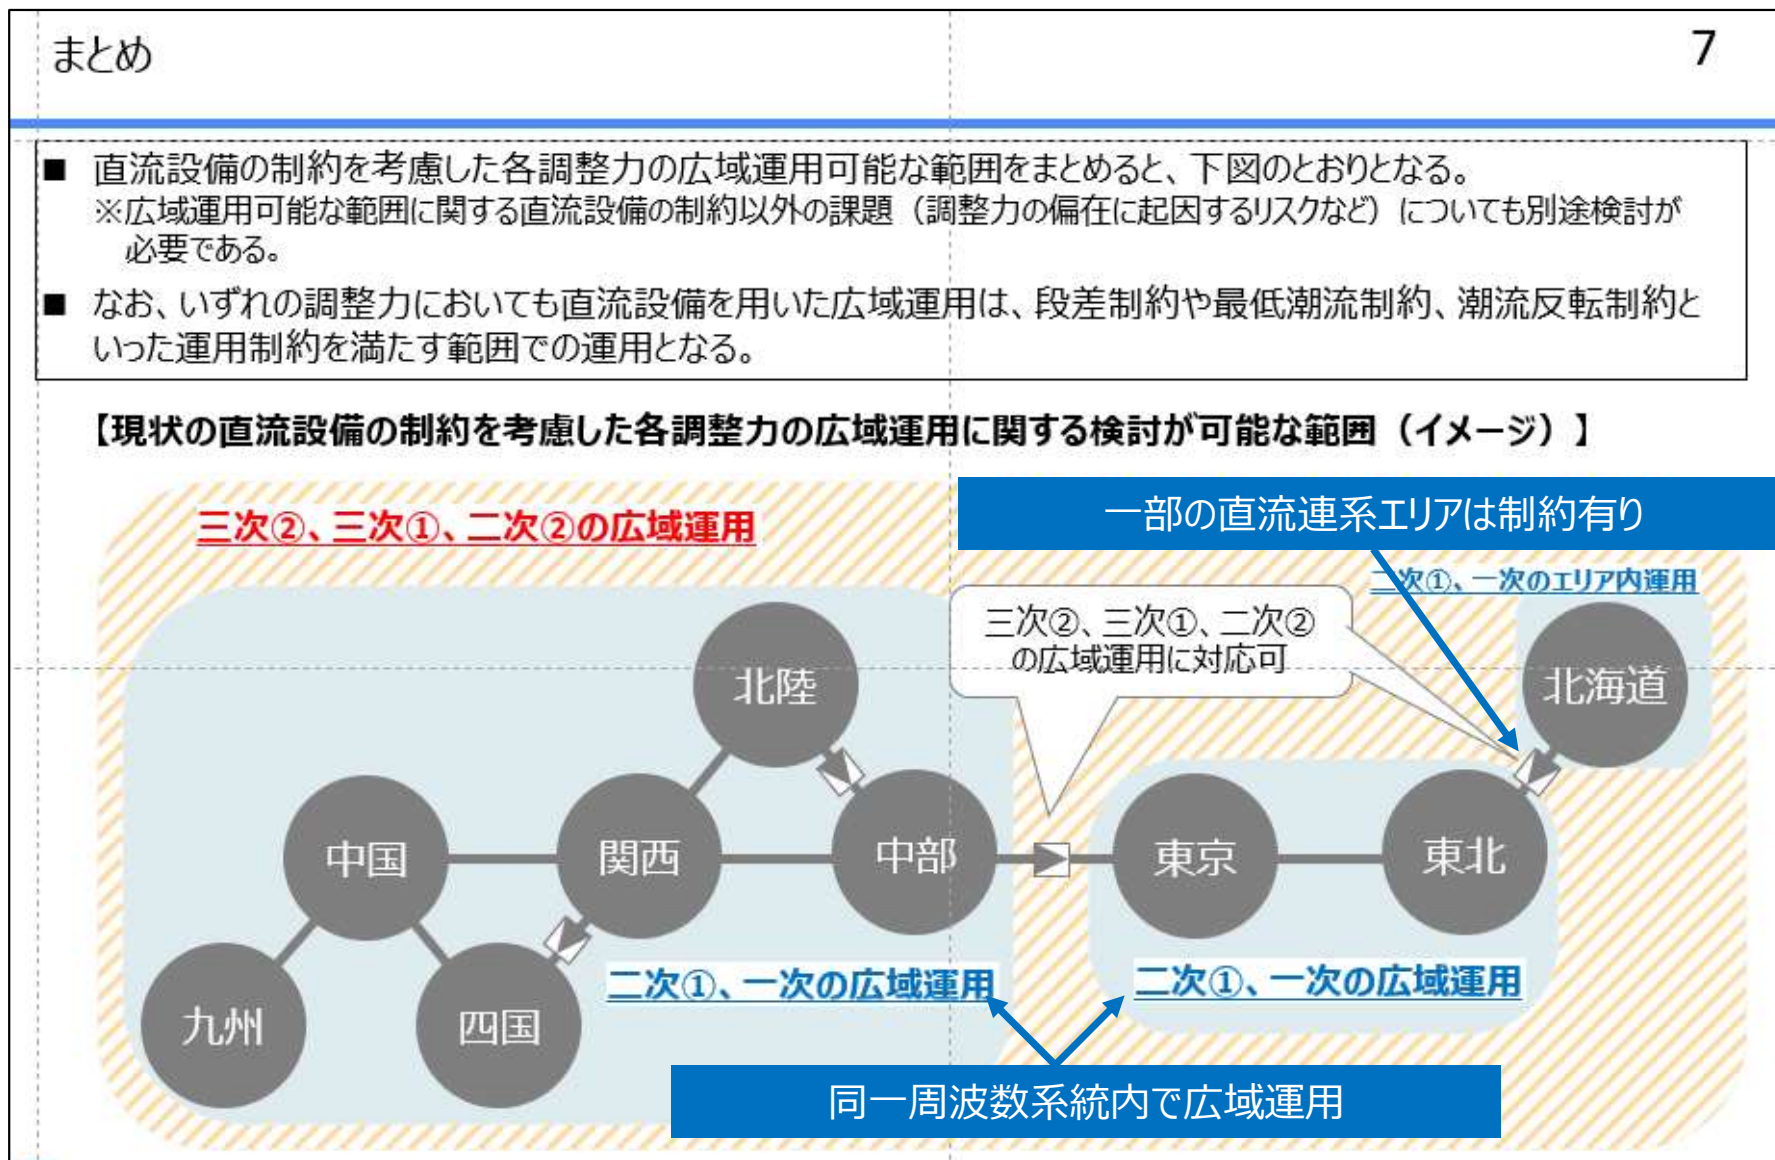 まとめ
7
■ 直流設備の制約を考慮した各調整力の広域運用可能な範囲をまとめると、下図のとおりとなる。
※広域運用可能な範囲に関する直流設備の制約以外の課題（調整力の偏在に起因するリスクなど）についても別途検討が
必要である。
■ なお、いずれの調整力においても直流設備を用いた広域運用は、段差制約や最低潮流制約、潮流反転制約と
いった運用制約を満たす範囲での運用となる。
【現状の直流設備の制約を考慮した各調整力の広域運用に関する検討が可能な範囲（イメージ）】
三次②、三次①、二次②の広域運用
一部の直流連系エリアは制約有り
二次①、一次のエリア内運用
三次②、三次①、二次②
の広域運用に対応可
北陸
北海道
中国
関西
中部
東京
東北
二次①、一次の広域運用
二次①、一次の広域運用
九州
四国
同一周波数系統内で広域運用